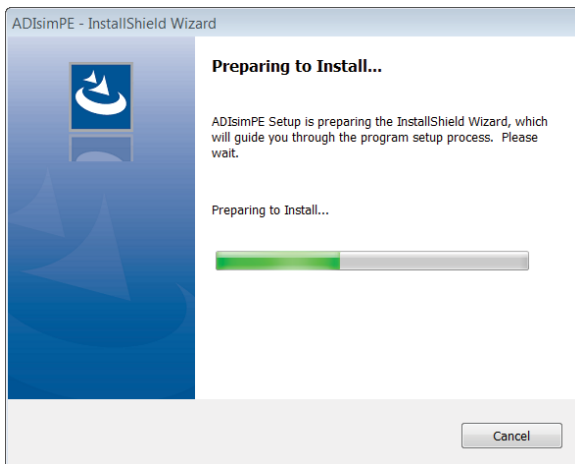 ADIsimPE - InstallShield Wizard
Preparing to Install...
ADIsimPE Setup is preparing the InstallShield Wizard, which
will guide you through the program setup process.  Please
wait.
Preparing to Install...
Cancel